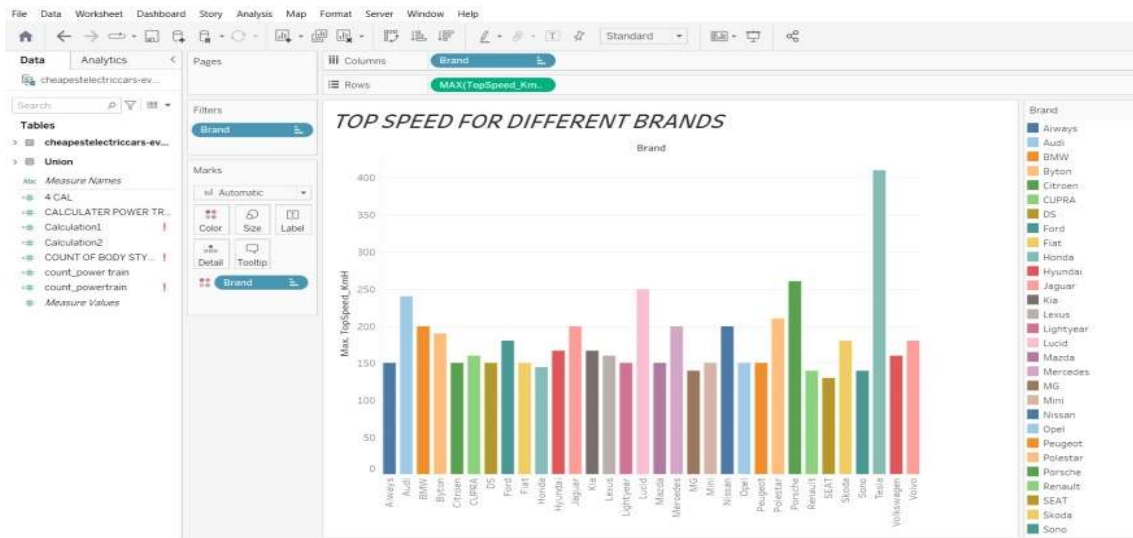 File Data Worksheet Dashboard Story Analysis Map Format Server Window Help
Standard
Data Analytics
cheapestelectriccars-ev...
Search
Tables
cheapestelectriccars-ev...
Union
Abc Measure Names
4 CAL
CALCULATER POWER TR...
Calculation1 !
Calculation2
COUNT OF BODY STY... !
count_power train
count_powertrain !
Measure Values
Pages
Filters
Brand
Marks
Automatic
Color Size Label
Detail Tooltip
Brand
Columns Brand
Rows MAX(TopSpeed_Km..
TOP SPEED FOR DIFFERENT BRANDS
Brand
Max. TopSpeed_KmH
400
350
300
250
200
150
100
50
0
Aiways
Audi
BMW
Byton
Citroen
CUPRA
DS
Ford
Fiat
Honda
Hyundai
Jaguar
Kia
Lexus
Lightyear
Lucid
Mazda
Mercedes
MG
Mini
Nissan
Opel
Peugeot
Polestar
Porsche
Renault
SEAT
Skoda
Sono
Tesla
Volkswagen
Volvo
Brand
Aiways
Audi
BMW
Byton
Citroen
CUPRA
DS
Ford
Fiat
Honda
Hyundai
Jaguar
Kia
Lexus
Lightyear
Lucid
Mazda
Mercedes
MG
Mini
Nissan
Opel
Peugeot
Polestar
Porsche
Renault
SEAT
Skoda
Sono